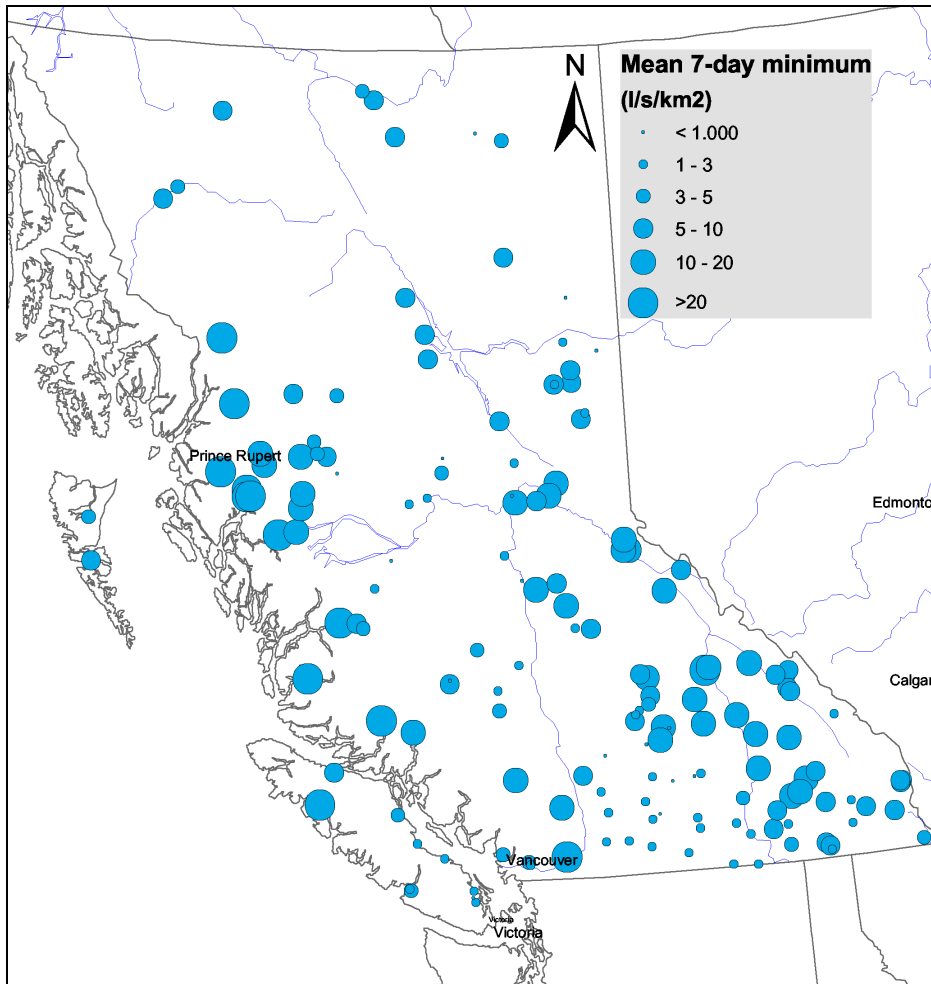 N
Mean 7-day minimum
(l/s/km2)
< 1.000
1 - 3
3 - 5
5 - 10
10 - 20
>20
Prince Rupert
Edmonto
Calgar
Vancouver
Victoria
Victoria